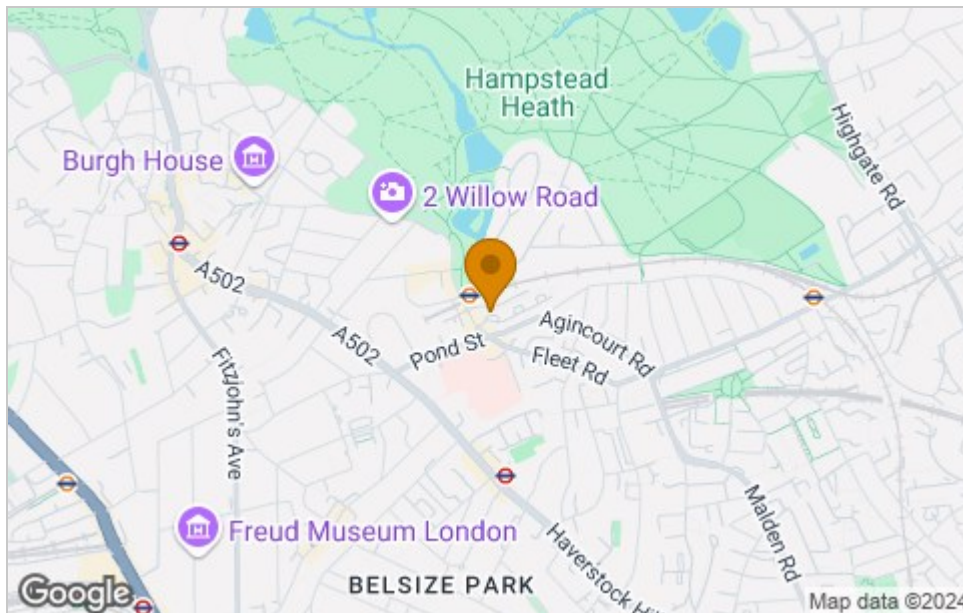 Hampstead
Heath
Highgate Rd
Burgh House
2 Willow Road
A502
A502
Agincourt Rd
Pond St
Fleet Rd
Fitzjohn's Ave
Malden Rd
Freud Museum London
Haverstock Hil
BELSIZE PARK
Google
Map data ©2024